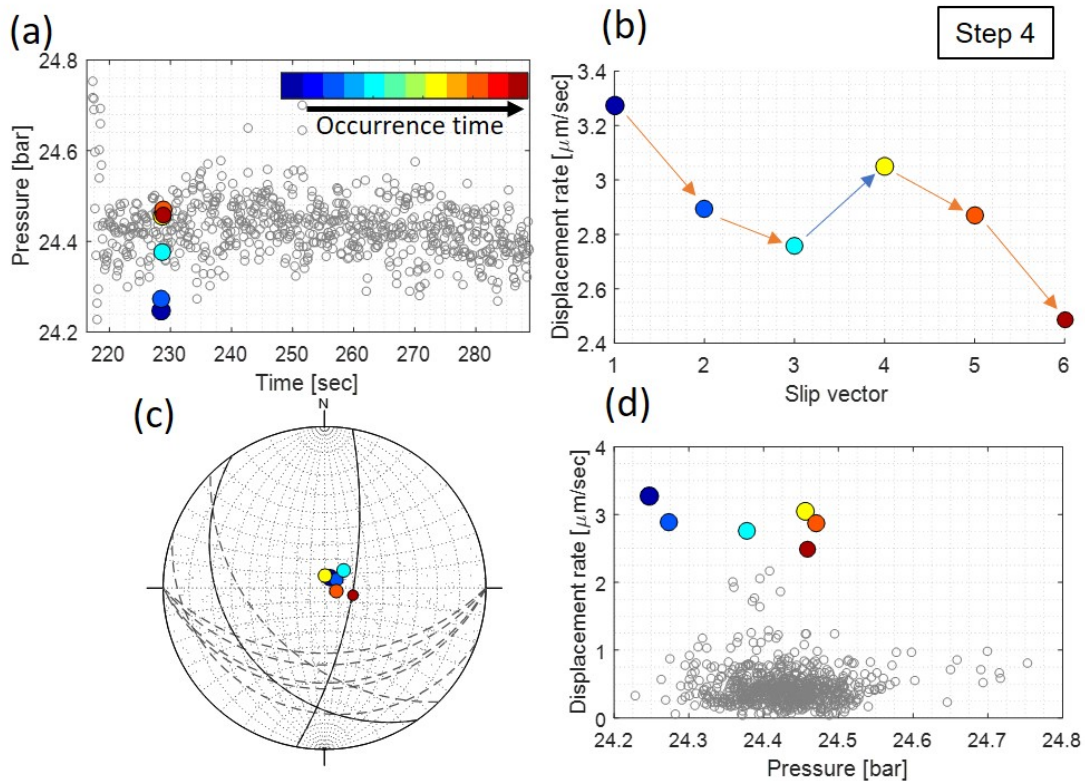 (a)
24.8
24.6
24.4
24.2
Pressure [bar]
Occurrence time
220 230 240 250 260 270 280
Time [sec]
(b)
Step 4
3.4
3.2
3
2.8
2.6
2.4
Displacement rate [μm/sec]
1 2 3 4 5 6
Slip vector
(c)
N
(d)
4
3
2
1
0
Displacement rate [μm/sec]
24.2 24.3 24.4 24.5 24.6 24.7 24.8
Pressure [bar]